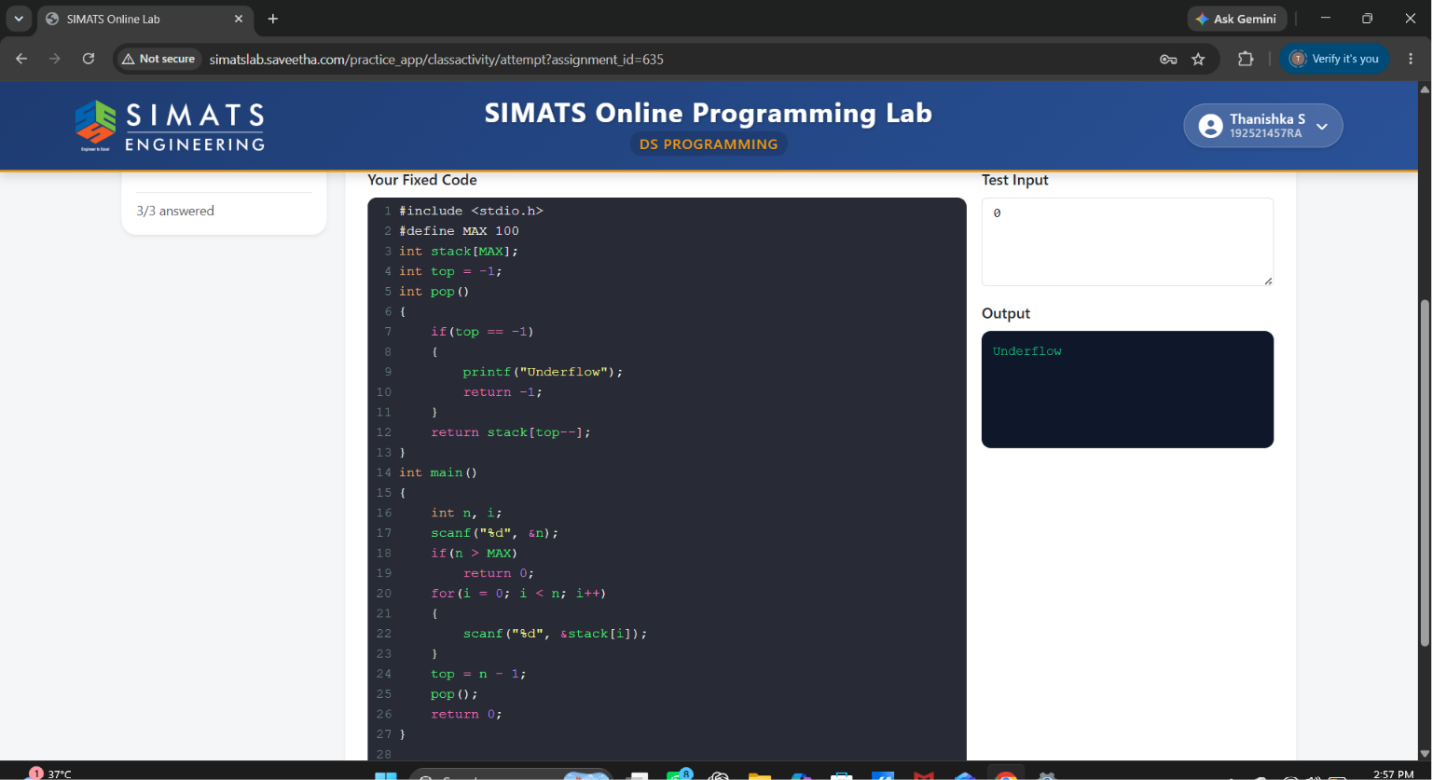 SIMATS Online Lab
Ask Gemini
Not secure
simatslab.saveetha.com/practice_app/classactivity/attempt?assignment_id=635
Verify it's you
SIMATS
ENGINEERING
SIMATS Online Programming Lab
DS PROGRAMMING
Thanishka S
192521457RA
3/3 answered
Your Fixed Code
1 #include <stdio.h>
2 #define MAX 100
3 int stack[MAX];
4 int top = -1;
5 int pop()
6 {
7     if(top == -1)
8     {
9         printf("Underflow");
10         return -1;
11     }
12     return stack[top--];
13 }
14 int main()
15 {
16     int n, i;
17     scanf("%d", &n);
18     if(n > MAX)
19         return 0;
20     for(i = 0; i < n; i++)
21     {
22         scanf("%d", &stack[i]);
23     }
24     top = n - 1;
25     pop();
26     return 0;
27 }
28
Test Input
0
Output
Underflow
1
37°C
8
2:57 PM